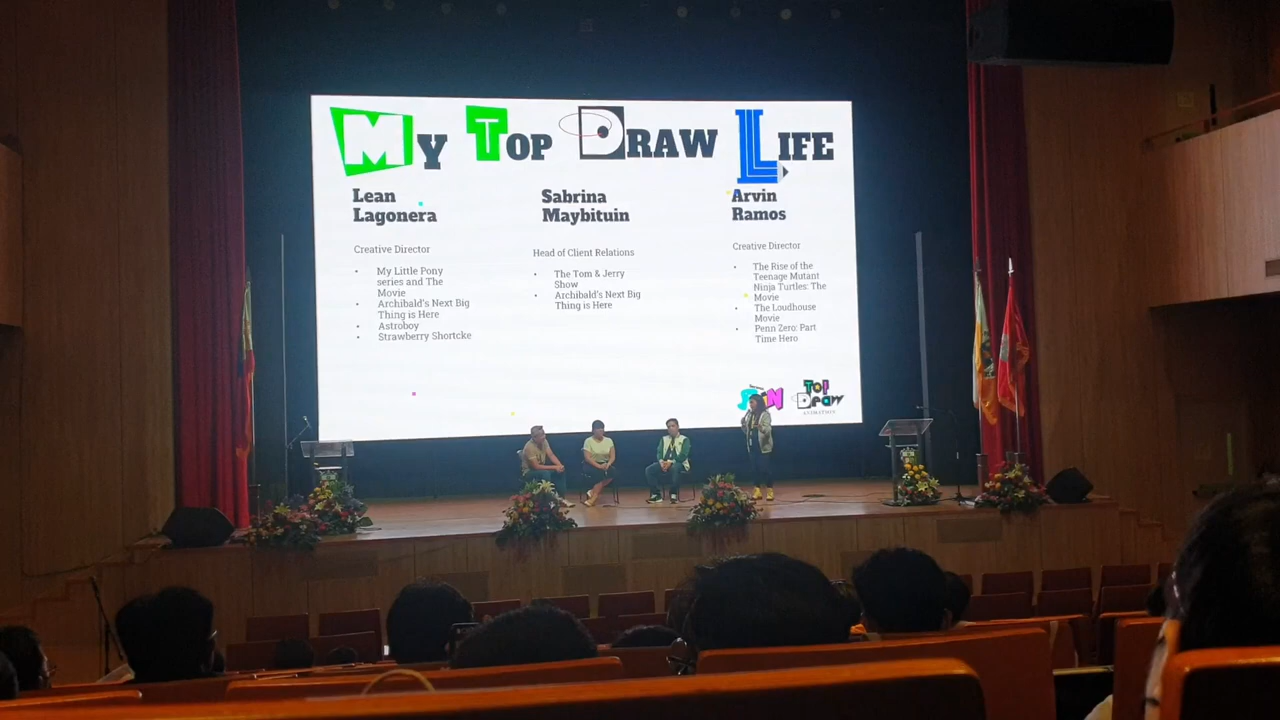 MY TOP DRAW LIFE
Lean
Lagonera
Creative Director
• My Little Pony
series and The
Movie
• Archibald's Next Big
Thing is Here
• Astroboy
• Strawberry Shortcke
Sabrina
Maybituin
Head of Client Relations
• The Tom & Jerry
Show
• Archibald's Next Big
Thing is Here
Arvin
Ramos
Creative Director
• The Rise of the
Teenage Mutant
Ninja Turtles: The
Movie
• The Loudhouse
Movie
• Penn Zero: Part
Time Hero
Top
Draw
ANIMATION